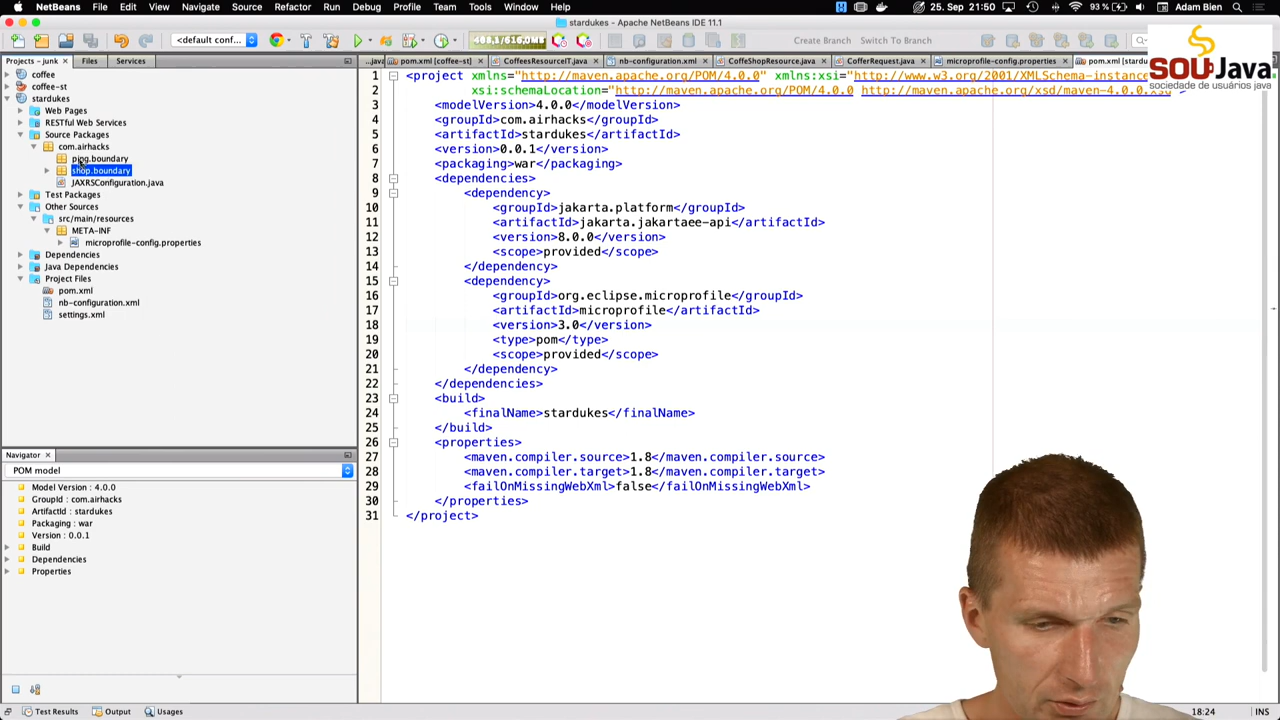 NetBeans File Edit View Navigate Source Refactor Run Debug Profile Team Tools Window Help 25. Sep 21:50 93 % Adam Bien
stardukes – Apache NetBeans IDE 11.1
<default conf... 408,1/616,0MB Create Branch Switch To Branch
Projects – junk Files Services
...java pom.xml [coffee-st] CoffeesResourceIT.java nb-configuration.xml CoffeShopResource.java CofferRequest.java microprofile-config.properties pom.xml [stardukes
SOUJava
sociedade de usuários java
coffee
coffee-st
stardukes
Web Pages
RESTful Web Services
Source Packages
com.airhacks
ping.boundary
shop.boundary
JAXRSConfiguration.java
Test Packages
Other Sources
src/main/resources
META-INF
microprofile-config.properties
Dependencies
Java Dependencies
Project Files
pom.xml
nb-configuration.xml
settings.xml
1 <project xmlns="http://maven.apache.org/POM/4.0.0" xmlns:xsi="http://www.w3.org/2001/XMLSchema-instance
2 xsi:schemaLocation="http://maven.apache.org/POM/4.0.0 http://maven.apache.org/xsd/maven-4.0.0.xsd
3 <modelVersion>4.0.0</modelVersion>
4 <groupId>com.airhacks</groupId>
5 <artifactId>stardukes</artifactId>
6 <version>0.0.1</version>
7 <packaging>war</packaging>
8 <dependencies>
9 <dependency>
10 <groupId>jakarta.platform</groupId>
11 <artifactId>jakarta.jakartaee-api</artifactId>
12 <version>8.0.0</version>
13 <scope>provided</scope>
14 </dependency>
15 <dependency>
16 <groupId>org.eclipse.microprofile</groupId>
17 <artifactId>microprofile</artifactId>
18 <version>3.0</version>
19 <type>pom</type>
20 <scope>provided</scope>
21 </dependency>
22 </dependencies>
23 <build>
24 <finalName>stardukes</finalName>
25 </build>
26 <properties>
27 <maven.compiler.source>1.8</maven.compiler.source>
28 <maven.compiler.target>1.8</maven.compiler.target>
29 <failOnMissingWebXml>false</failOnMissingWebXml>
30 </properties>
31 </project>
Navigator
POM model
Model Version : 4.0.0
GroupId : com.airhacks
ArtifactId : stardukes
Packaging : war
Version : 0.0.1
Build
Dependencies
Properties
Test Results Output Usages 18:24 INS